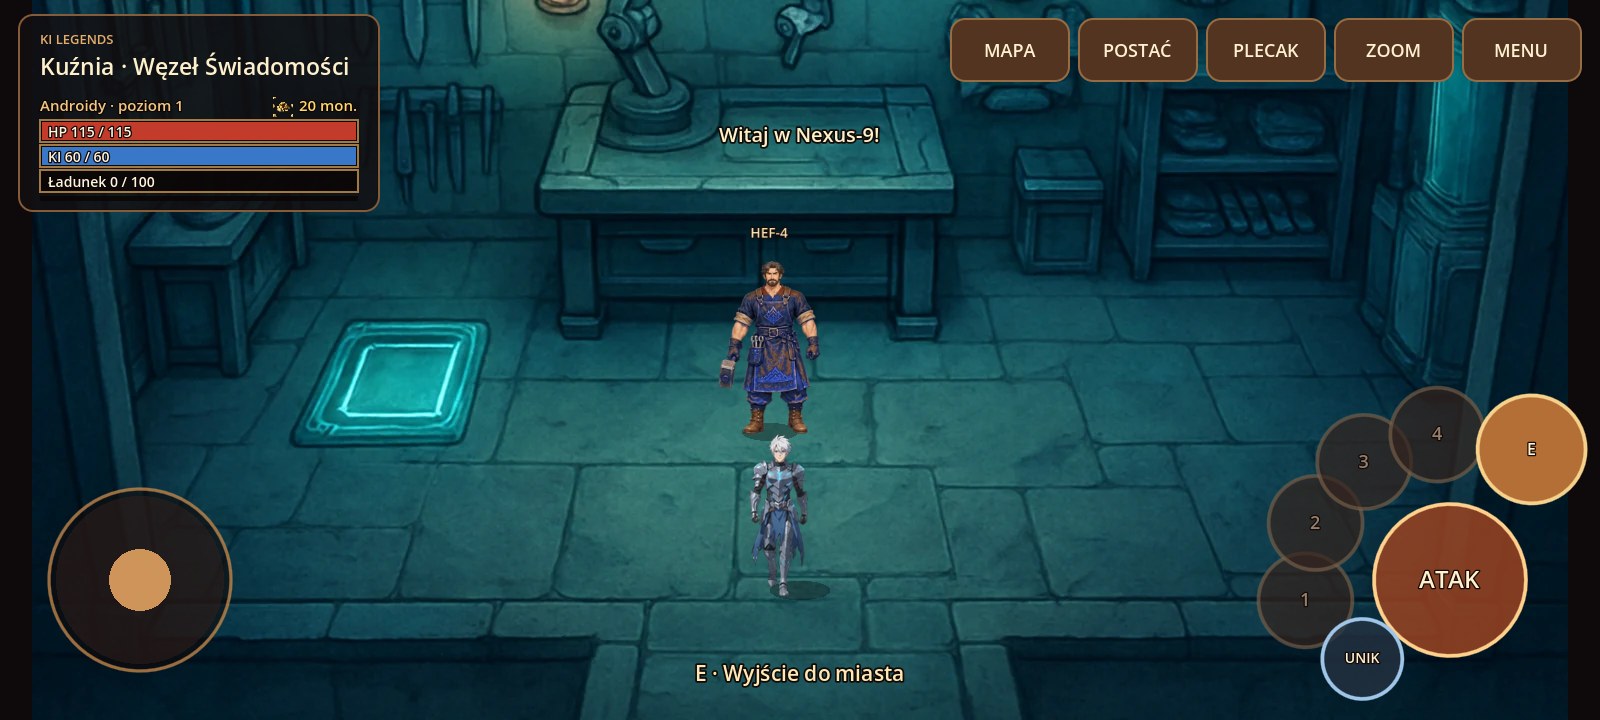 KI LEGENDS
Kuźnia · Węzeł Świadomości
Androidy · poziom 1
20 mon.
HP 115 / 115
KI 60 / 60
Ładunek 0 / 100
MAPA
POSTAĆ
PLECAK
ZOOM
MENU
Witaj w Nexus-9!
HEF-4
4
E
3
2
ATAK
1
UNIK
E · Wyjście do miasta